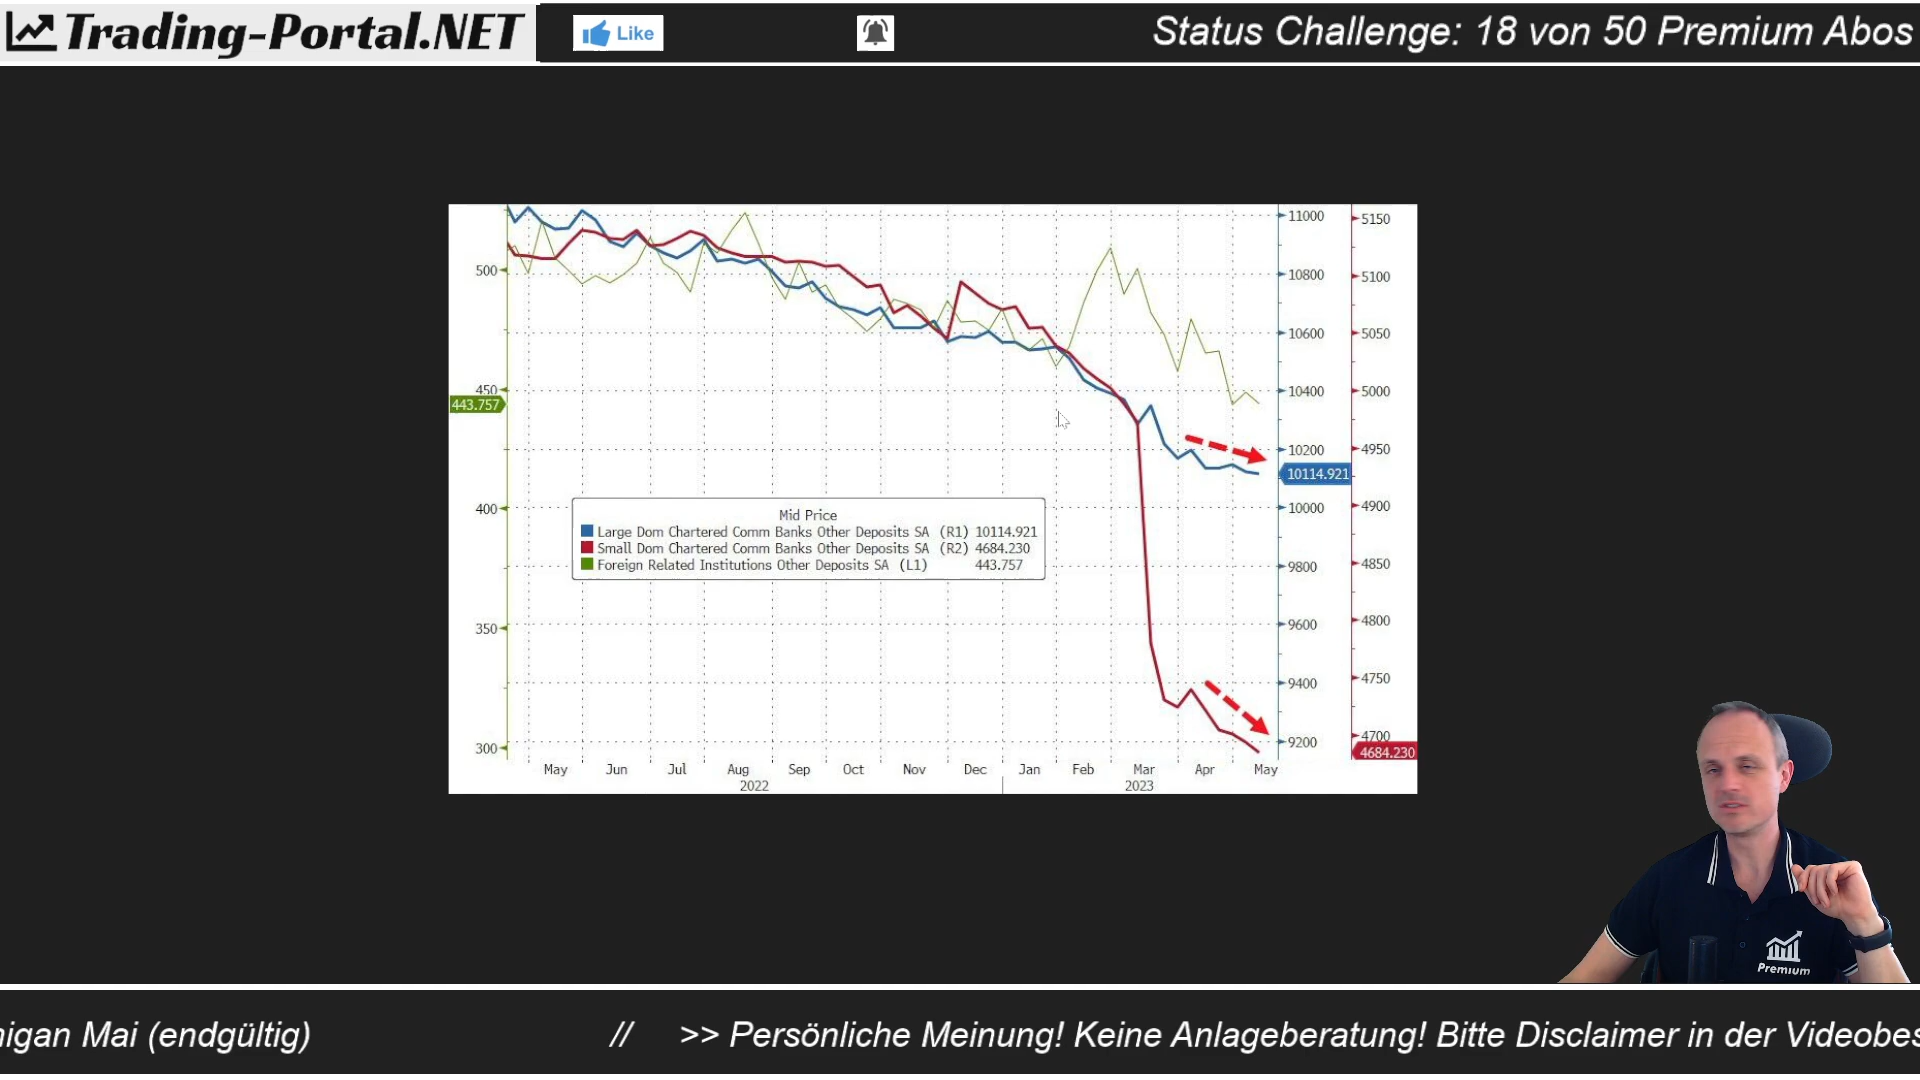 Trading-Portal.NET
Like
Status Challenge: 18 von 50 Premium Abos
500
450
443.757
400
350
300
11000
10800
10600
10400
10200
10114.921
10000
9800
9600
9400
9200
5150
5100
5050
5000
4950
4900
4850
4800
4750
4700
4684.230
Mid Price
Large Dom Chartered Comm Banks Other Deposits SA (R1) 10114.921
Small Dom Chartered Comm Banks Other Deposits SA (R2) 4684.230
Foreign Related Institutions Other Deposits SA (L1) 443.757
May Jun Jul Aug Sep Oct Nov Dec Jan Feb Mar Apr May
2022 2023
Premium
igan Mai (endgültig) // >> Persönliche Meinung! Keine Anlageberatung! Bitte Disclaimer in der Videobes